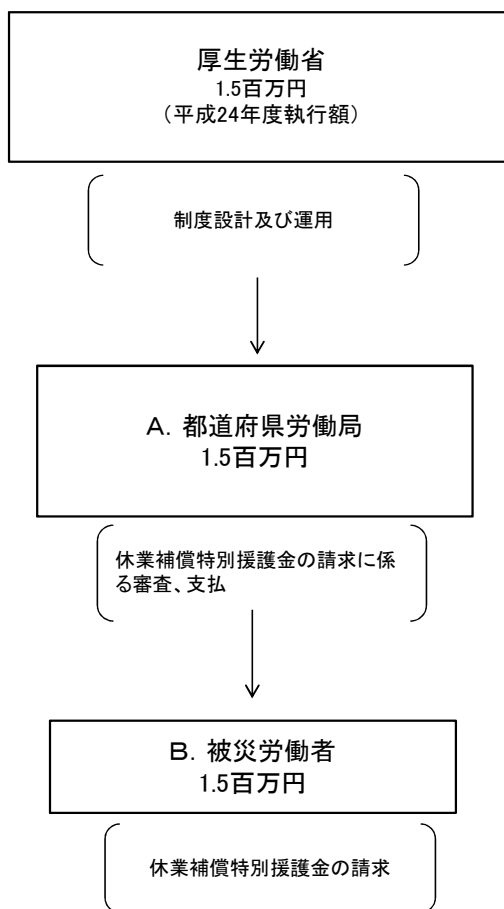 厚生労働省
1.5百万円
（平成24年度執行額）
制度設計及び運用
A．都道府県労働局
1.5百万円
休業補償特別援護金の請求に係
る審査、支払
B．被災労働者
1.5百万円
休業補償特別援護金の請求